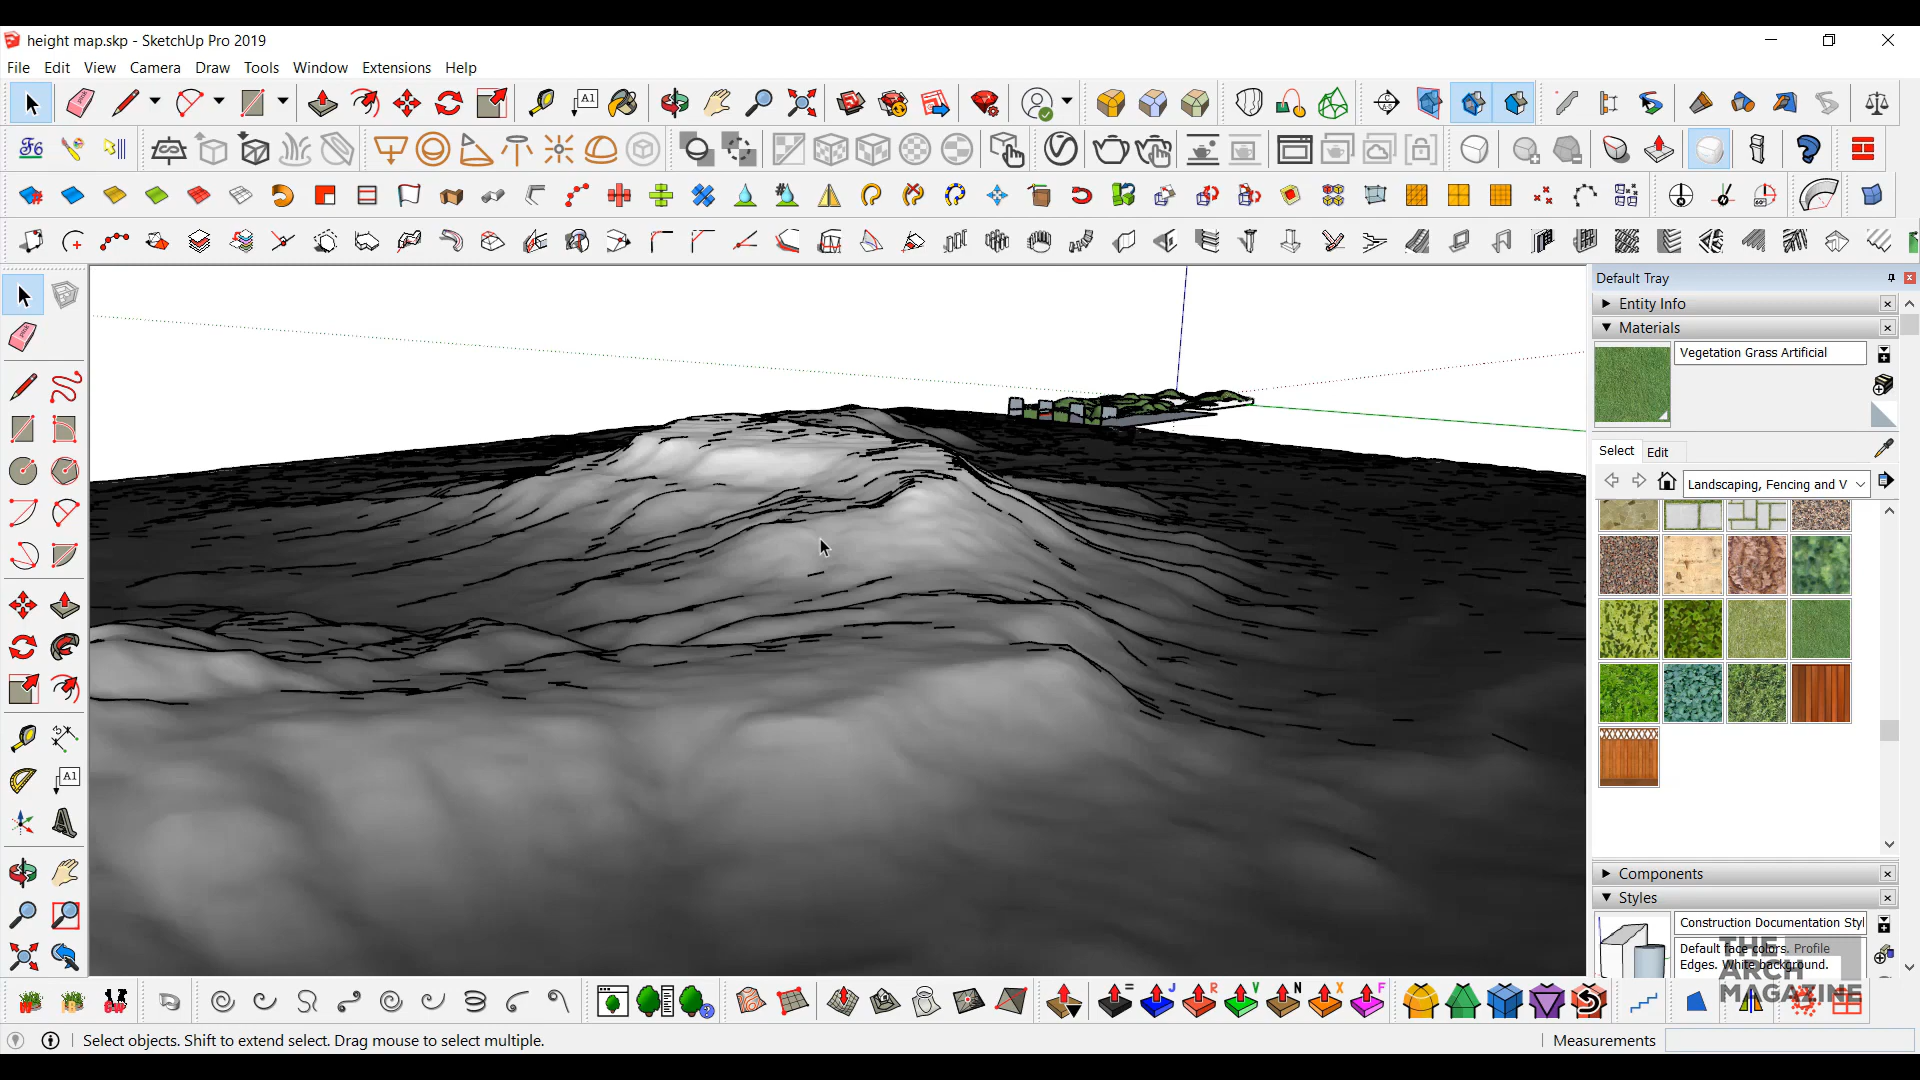 height map.skp - SketchUp Pro 2019
File Edit View Camera Draw Tools Window Extensions Help
A1
Default Tray
Entity Info
Materials
Vegetation Grass Artificial
Select Edit
Landscaping, Fencing and V
A1
Components
Styles
Construction Documentation Styl
Default face colors. Profile
Edges. White background.
THE
ARCH
MAGAZINE
= J R V N X F
Select objects. Shift to extend select. Drag mouse to select multiple.
Measurements